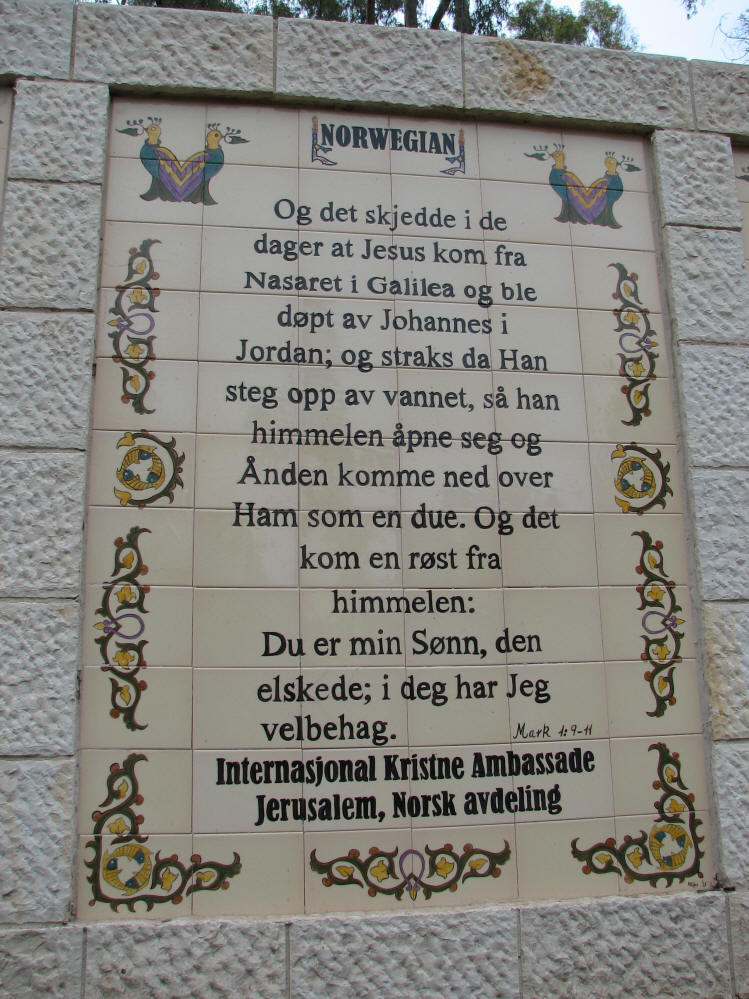 NORWEGIAN
Og det skjedde i de
dager at Jesus kom fra
Nasaret i Galilea og ble
døpt av Johannes i
Jordan; og straks da Han
steg opp av vannet, så han
himmelen åpne seg og
Ånden komme ned over
Ham som en due. Og det
kom en røst fra
himmelen:
Du er min Sønn, den
elskede; i deg har Jeg
velbehag.
Mark 1:9-11
Internasjonal Kristne Ambassade
Jerusalem, Norsk avdeling